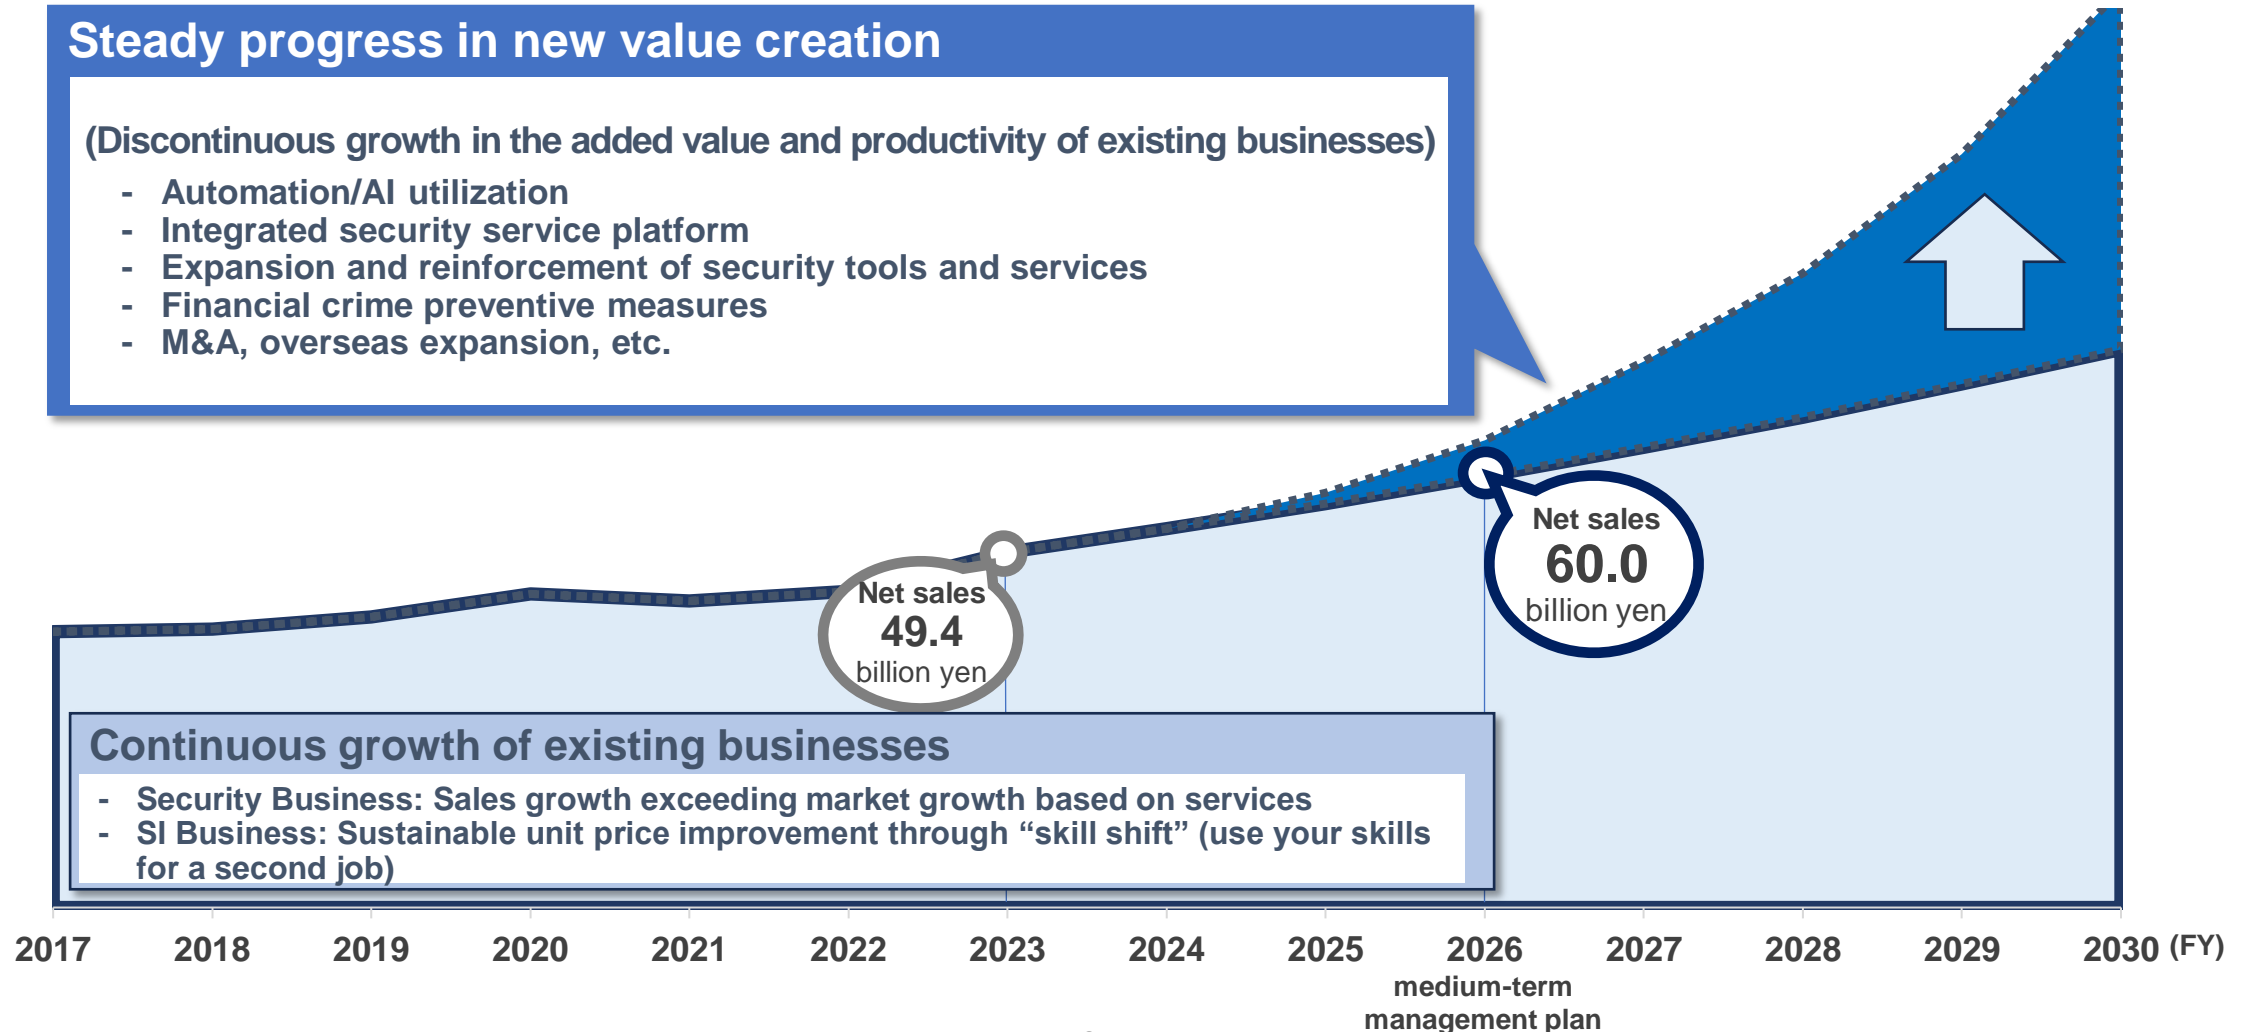 Steady progress in new value creation
(Discontinuous growth in the added value and productivity of existing businesses)
- Automation/AI utilization
- Integrated security service platform
- Expansion and reinforcement of security tools and services
- Financial crime preventive measures
- M&A, overseas expansion, etc.
Net sales
49.4
billion yen
Net sales
60.0
billion yen
Continuous growth of existing businesses
- Security Business: Sales growth exceeding market growth based on services
- SI Business: Sustainable unit price improvement through “skill shift” (use your skills
for a second job)
2017 2018 2019 2020 2021 2022 2023 2024 2025 2026 2027 2028 2029 2030 (FY)
medium-term
management plan